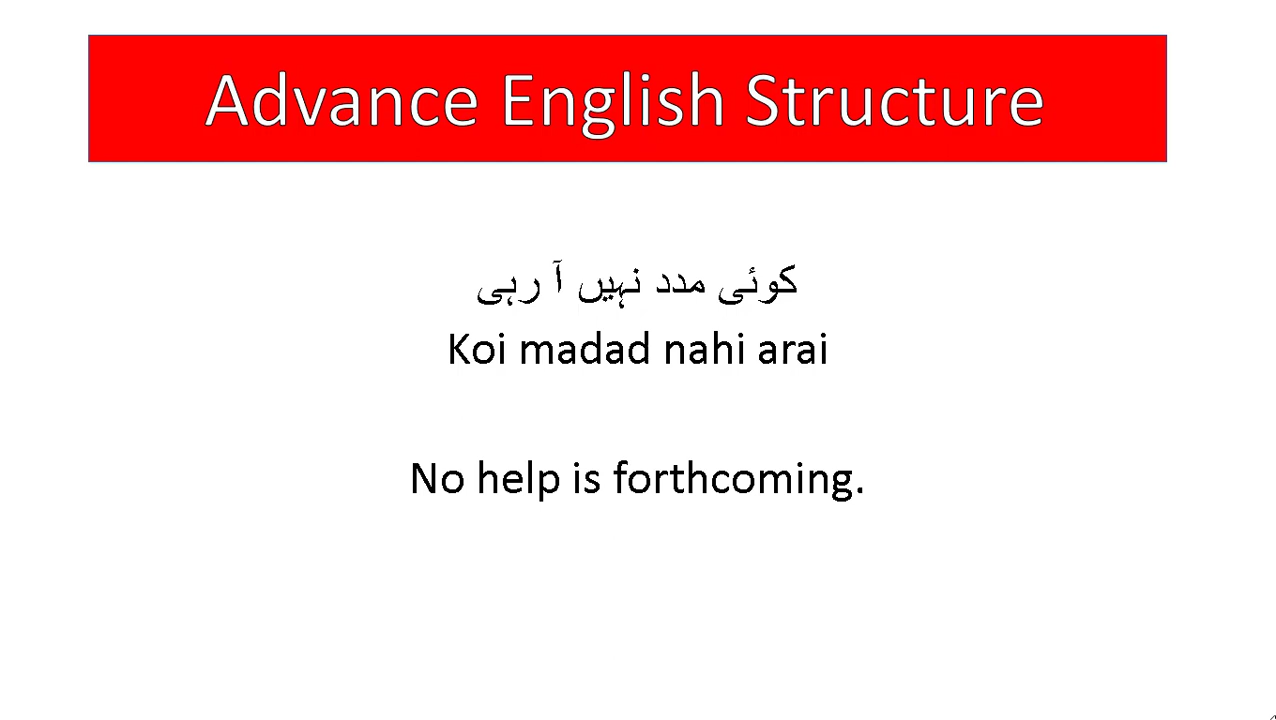 Advance English Structure
کوئی مدد نہیں آ رہی
Koi madad nahi arai
No help is forthcoming.